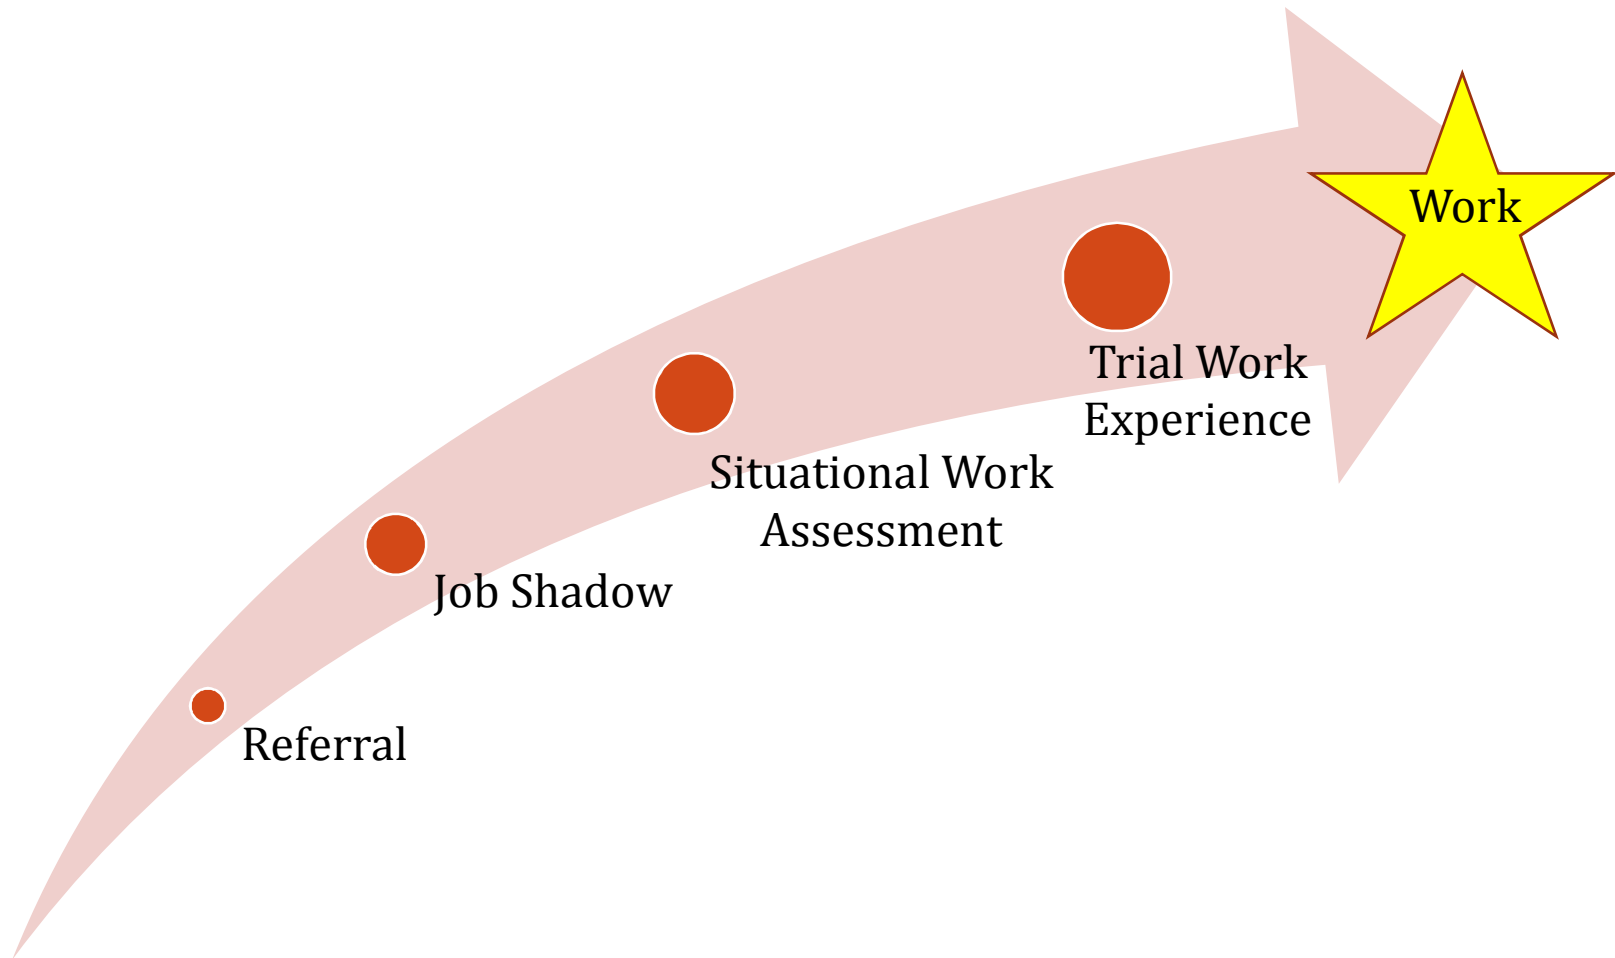 Work
Trial Work
Experience
Situational Work
Assessment
Job Shadow
Referral